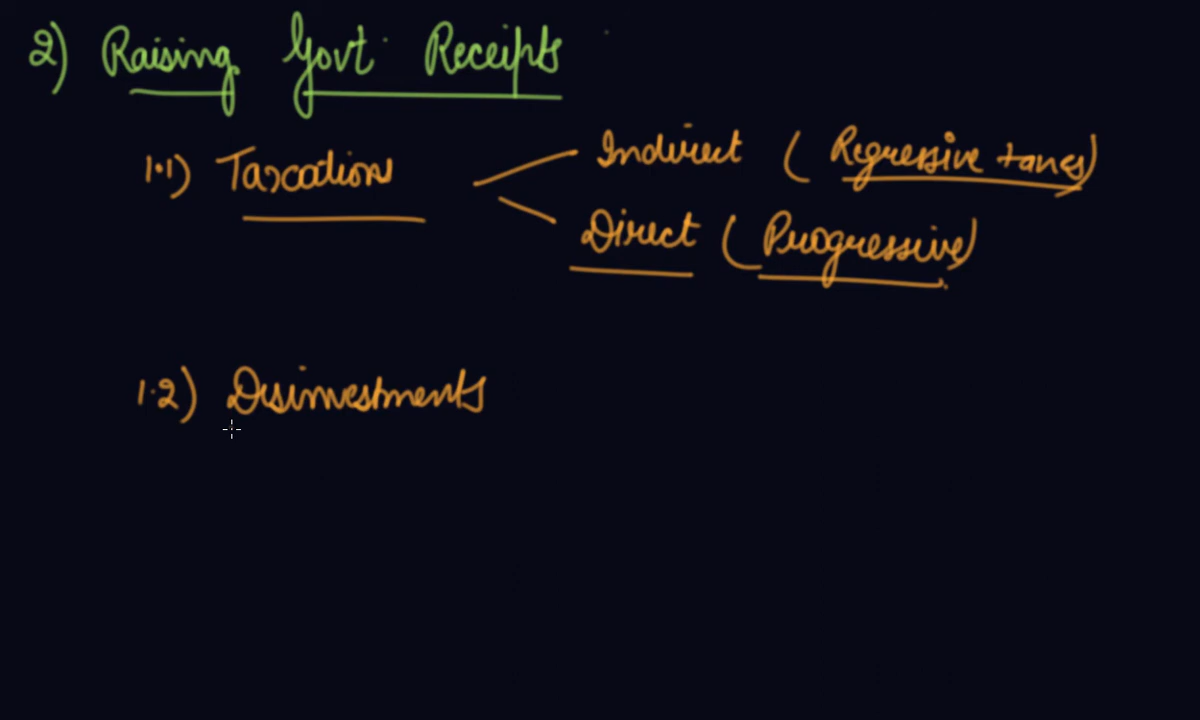 2) Raising Govt. Receipts
1.1) Taxation
Indirect (Regressive taxes)
Direct (Progressive)
1.2) Disinvestments